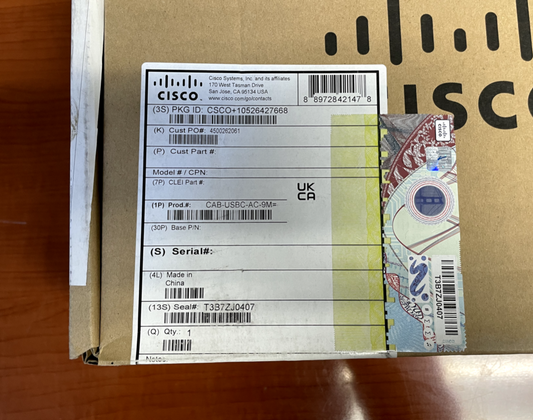 CISCO
Cisco Systems, Inc. and its affiliates
170 West Tasman Drive
San Jose, CA 95134 USA
www.cisco.com/go/contacts
8 8972842147 8
(3S) PKG ID: CSCO+10526427668
(K) Cust PO#: 4500262061
(P) Cust Part #:
Model # / CPN:
(7P) CLEI Part #:
UK
CA
(1P) Prod.#: CAB-USBC-AC-9M=
(30P) Base P/N:
(S) Serial#:
(4L) Made in
China
(13S) Seal#: T3B7ZJ0407
(Q) Qty.: 1
Notes:
T3B7ZJ0407
ISCO